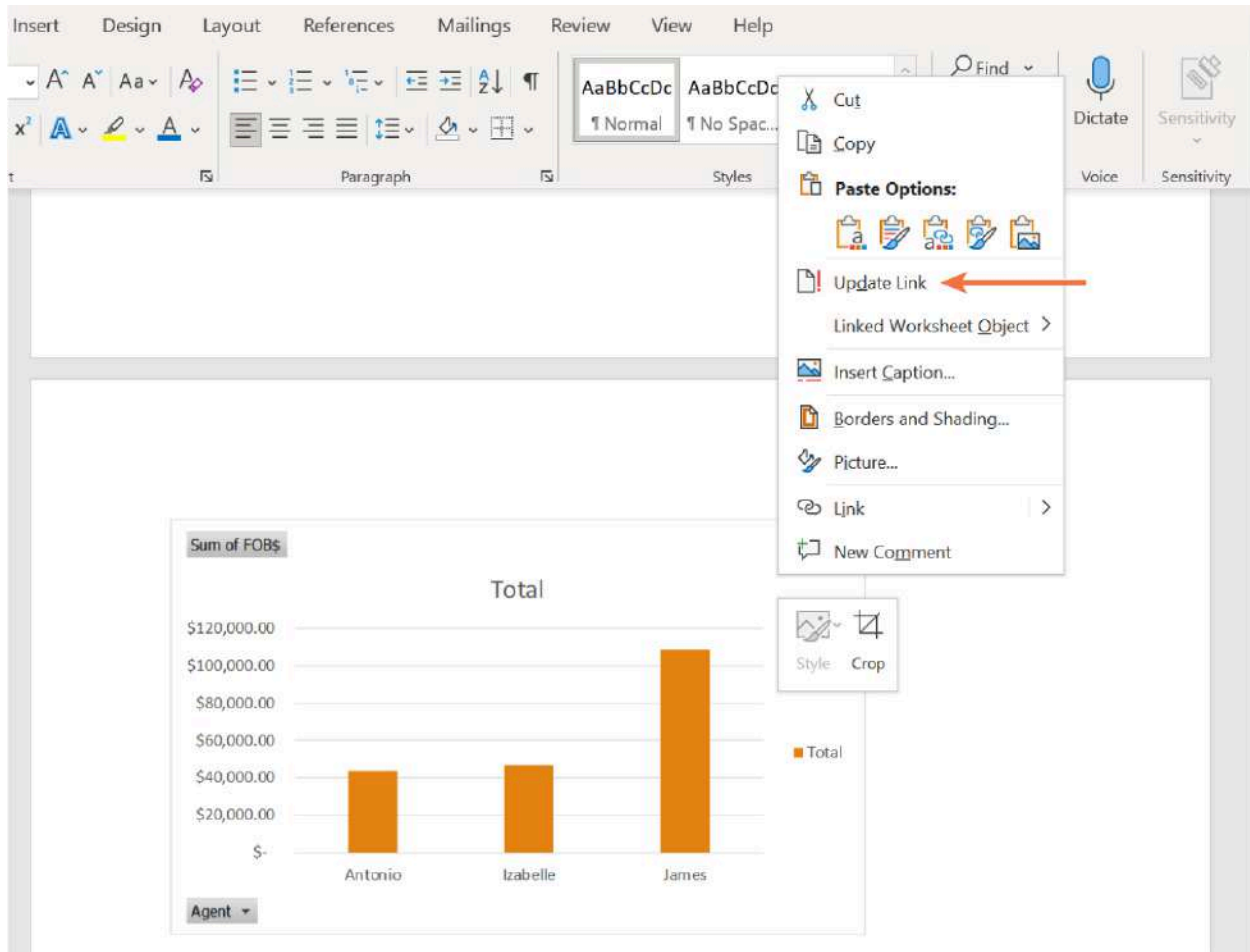 Insert Design Layout References Mailings Review View Help
Aa
AaBbCcDc AaBbCcDc
¶ Normal ¶ No Spac...
Find
Dictate
Sensitivity
Paragraph
Styles
Voice
Sensitivity
Cut
Copy
Paste Options:
Update Link
Linked Worksheet Object
Insert Caption...
Borders and Shading...
Picture...
Link
New Comment
Style Crop
Sum of FOB$
Total
$120,000.00
$100,000.00
$80,000.00
$60,000.00
$40,000.00
$20,000.00
$-
Antonio Izabelle James
Total
Agent